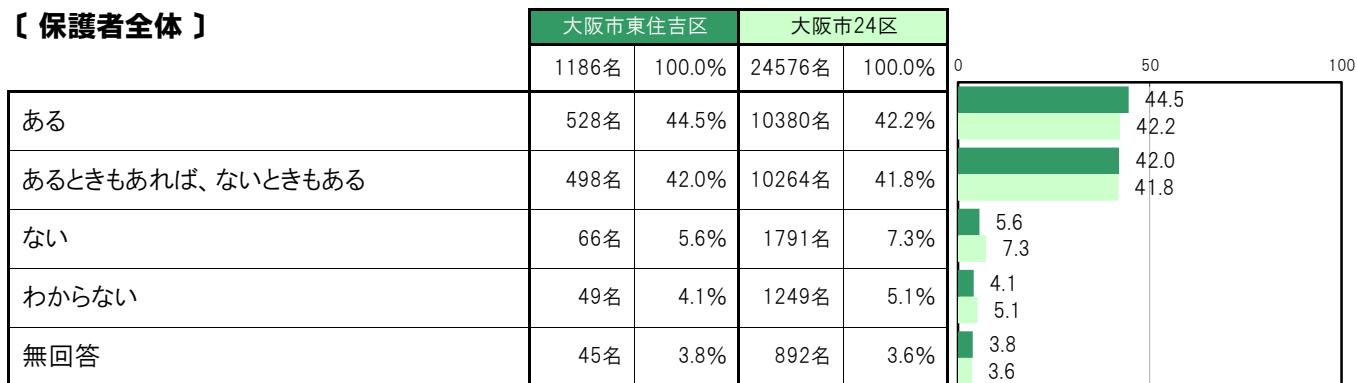 〔 保護者全体 〕
大阪市東住吉区 大阪市24区
1186名 100.0% 24576名 100.0%
0 50 100
ある 528名 44.5% 10380名 42.2%
44.5
42.2
あるときもあれば、ないときもある 498名 42.0% 10264名 41.8%
42.0
41.8
ない 66名 5.6% 1791名 7.3%
5.6
7.3
わからない 49名 4.1% 1249名 5.1%
4.1
5.1
無回答 45名 3.8% 892名 3.6%
3.8
3.6